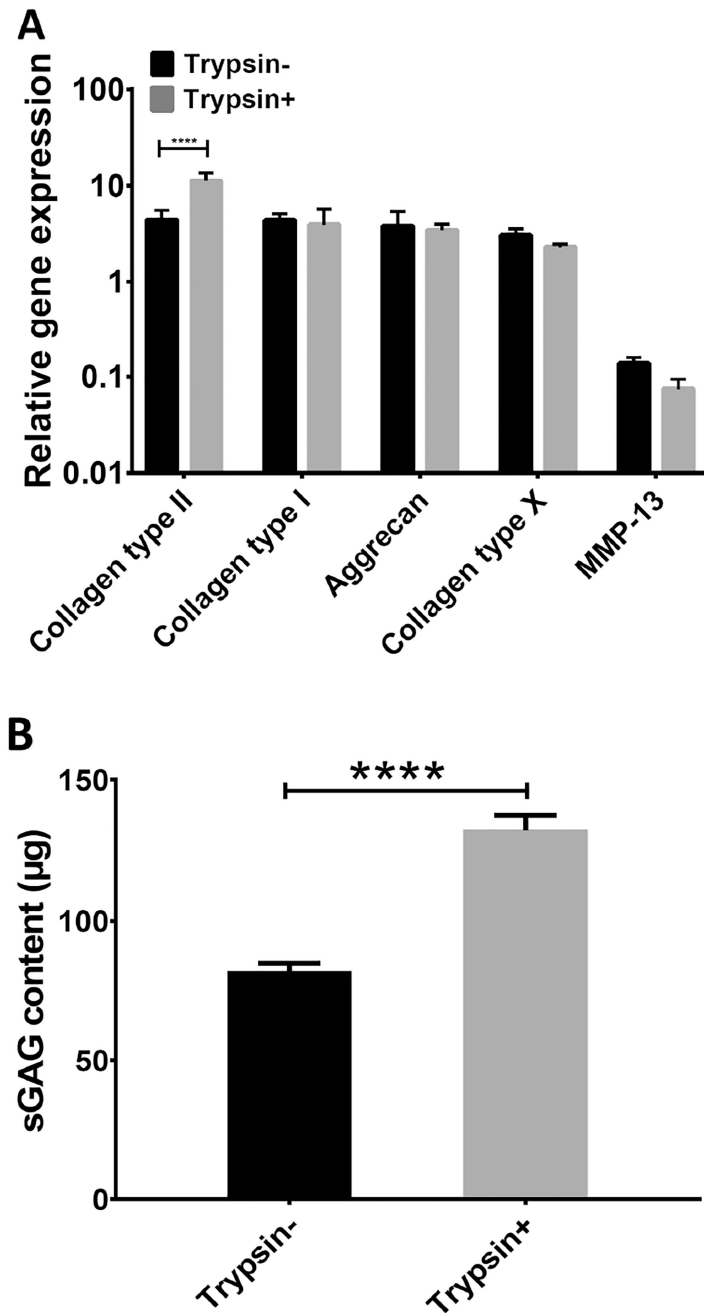 A
Trypsin-
Trypsin+
Relative gene expression
100
10
1
0.1
0.01
****
Collagen type II
Collagen type I
Aggrecan
Collagen type X
MMP-13
B
sGAG content (µg)
150
100
50
0
****
Trypsin-
Trypsin+